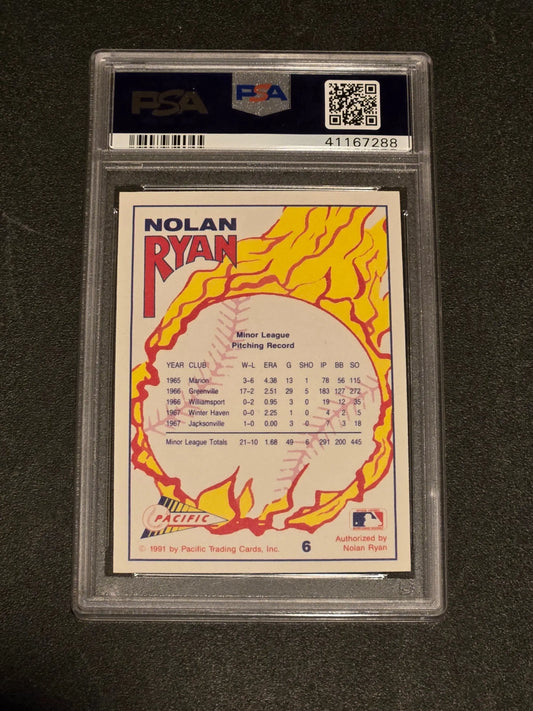 PSA
PSA
41167288
NOLAN
RYAN
Minor League
Pitching Record
YEAR CLUB W–L ERA G SHO IP BB SO
1965 Marion 3–6 4.38 13 1 78 56 115
1966 Greenville 17–2 2.51 29 5 183 127 272
1966 Williamsport 0–2 0.95 3 0 19 12 35
1967 Winter Haven 0–0 2.25 1 0 4 2 5
1967 Jacksonville 1–0 0.00 3 0 3 18
Minor League Totals 21–10 1.68 49 6 291 200 445
PACIFIC
© 1991 by Pacific Trading Cards, Inc.
6
Authorized by
Nolan Ryan